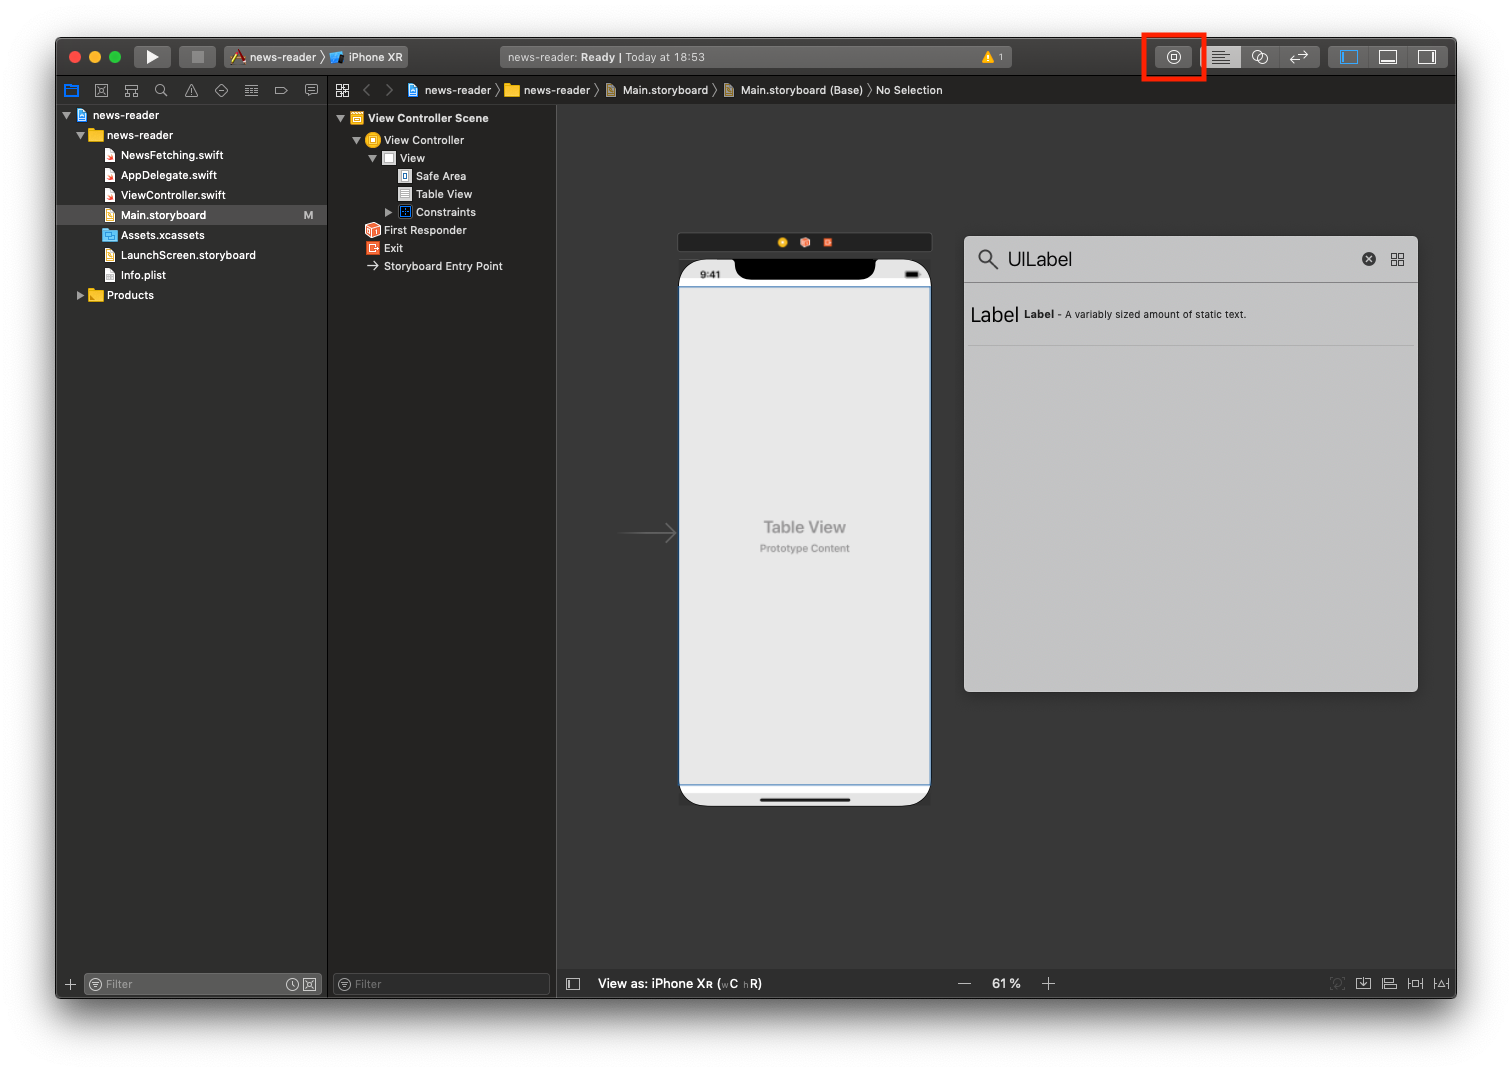 news-reader 〉 iPhone XR
news-reader: Ready | Today at 18:53
1
news-reader 〉 news-reader 〉 Main.storyboard 〉 Main.storyboard (Base) 〉 No Selection
news-reader
news-reader
NewsFetching.swift
AppDelegate.swift
ViewController.swift
Main.storyboard M
Assets.xcassets
LaunchScreen.storyboard
Info.plist
Products
View Controller Scene
View Controller
View
Safe Area
Table View
Constraints
First Responder
Exit
Storyboard Entry Point
9:41
Table View
Prototype Content
UILabel
Label Label - A variably sized amount of static text.
Filter
Filter
View as: iPhone XR (wC hR)
61 %